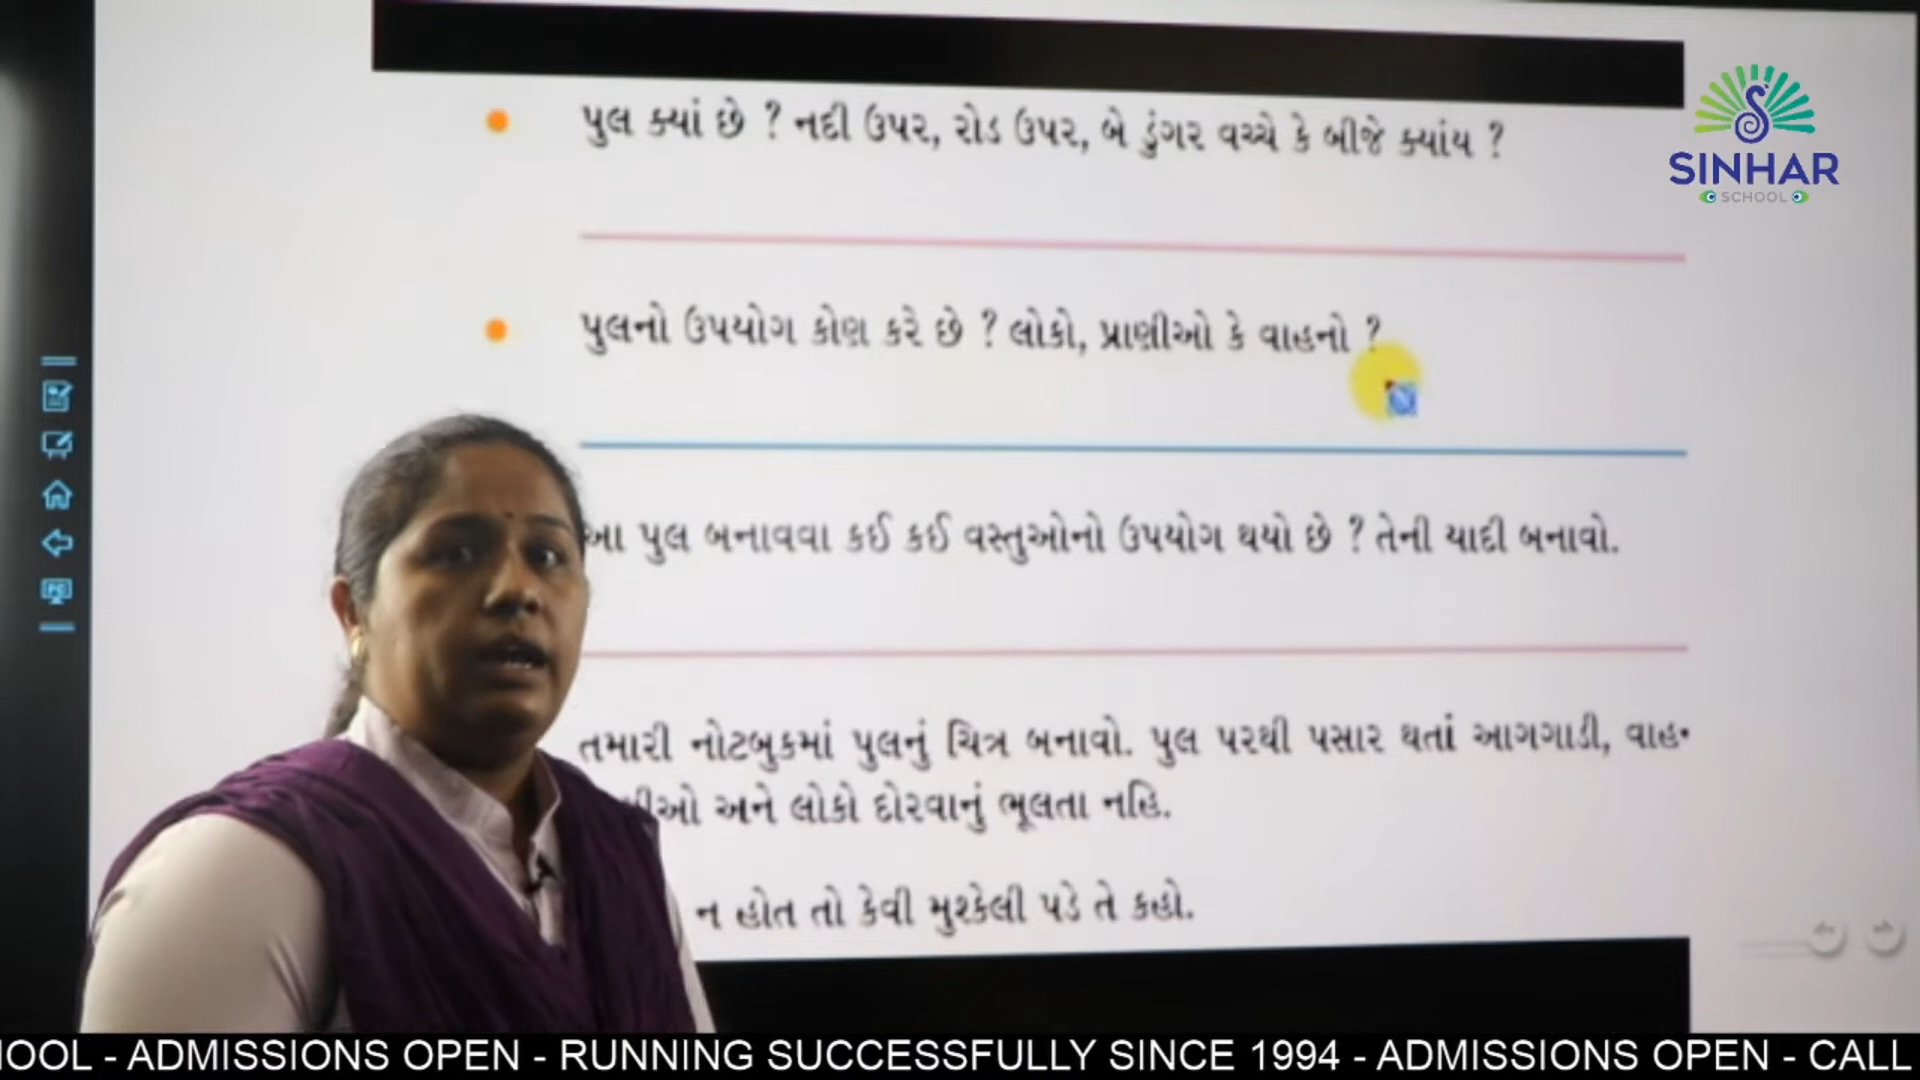 પુલ ક્યાં છે ? નદી ઉપર, રોડ ઉપર, બે ડુંગર વચ્ચે કે બીજે ક્યાંય ?
SINHAR
SCHOOL
પુલનો ઉપયોગ કોણ કરે છે ? લોકો, પ્રાણીઓ કે વાહનો ?
આ પુલ બનાવવા કઈ કઈ વસ્તુઓનો ઉપયોગ થયો છે ? તેની યાદી બનાવો.
તમારી નોટબુકમાં પુલનું ચિત્ર બનાવો. પુલ પરથી પસાર થતાં આગગાડી,
અને લોકો દોરવાનું ભૂલતા નહિ.
ન હોત તો કેવી મુશ્કેલી પડે તે કહો.
- ADMISSIONS OPEN - RUNNING SUCCESSFULLY SINCE 1994 - ADMISSIONS OPEN - CALL